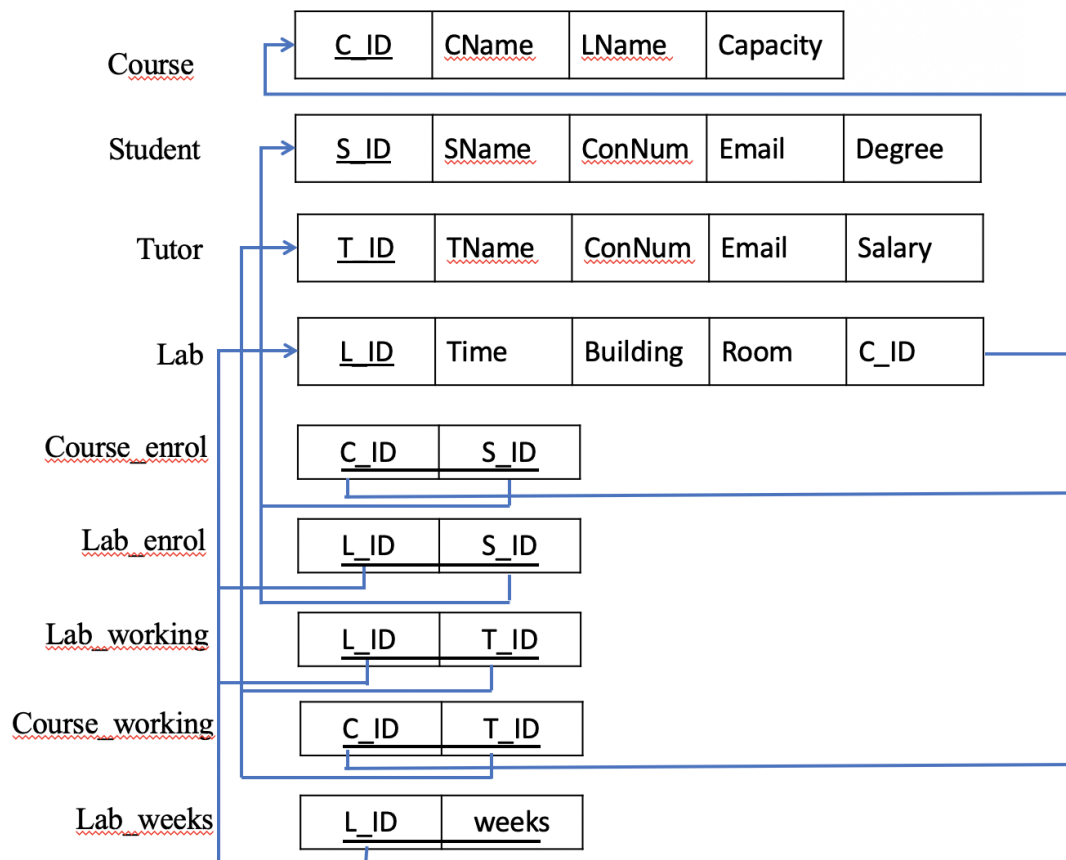 Course C_ID CName LName Capacity
Student S_ID SName ConNum Email Degree
Tutor T_ID TName ConNum Email Salary
Lab L_ID Time Building Room C_ID
Course_enrol C_ID S_ID
Lab_enrol L_ID S_ID
Lab_working L_ID T_ID
Course_working C_ID T_ID
Lab_weeks L_ID weeks